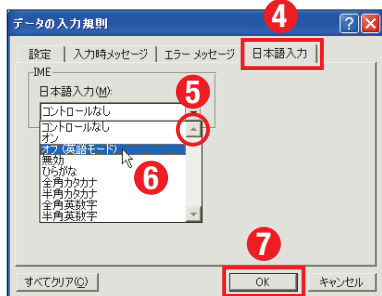 データの入力規則
4
設定
入力時メッセージ
エラー メッセージ
日本語入力
IME
日本語入力(M):
5
コントロールなし
コントロールなし
オン
オフ(英語モード)
無効
ひらがな
全角カタカナ
半角カタカナ
全角英数字
半角英数字
6
7
すべてクリア(C)
OK
キャンセル